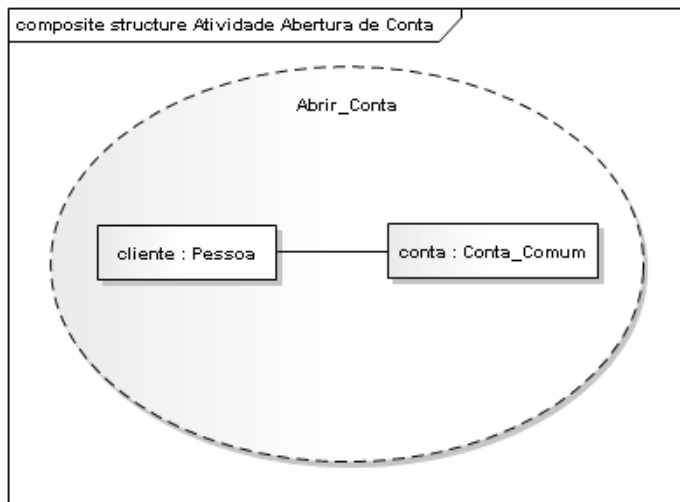 composite structure Atividade Abertura de Conta
Abrir_Conta
cliente : Pessoa
conta : Conta_Comum